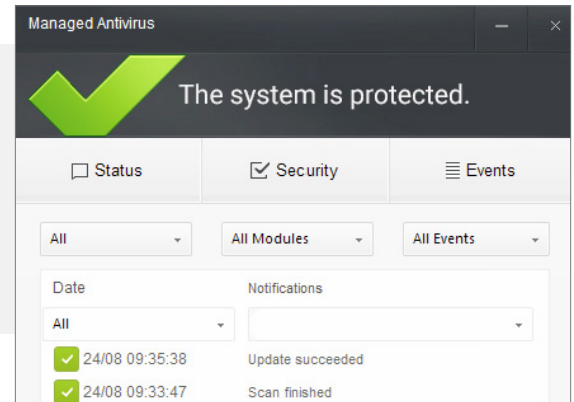 Managed Antivirus
The system is protected.
Status Security Events
All All Modules All Events
Date Notifications
All
24/08 09:35:38 Update succeeded
24/08 09:33:47 Scan finished